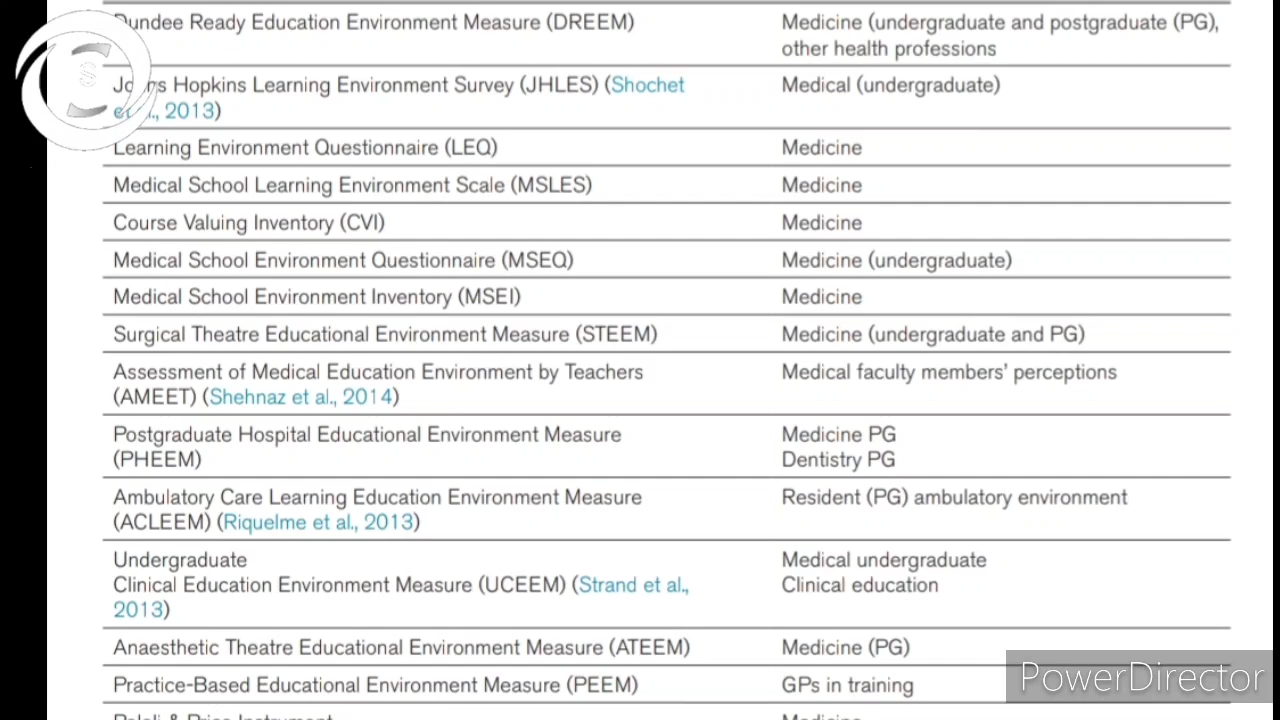 Dundee Ready Education Environment Measure (DREEM)
Medicine (undergraduate and postgraduate (PG),
other health professions
Hopkins Learning Environment Survey (JHLES) (Shochet
2013)
Medical (undergraduate)
Learning Environment Questionnaire (LEQ)
Medicine
Medical School Learning Environment Scale (MSLES)
Medicine
Course Valuing Inventory (CVI)
Medicine
Medical School Environment Questionnaire (MSEQ)
Medicine (undergraduate)
Medical School Environment Inventory (MSEI)
Medicine
Surgical Theatre Educational Environment Measure (STEEM)
Medicine (undergraduate and PG)
Assessment of Medical Education Environment by Teachers
(AMEET) (Shehnaz et al., 2014)
Medical faculty members' perceptions
Postgraduate Hospital Educational Environment Measure
(PHEEM)
Medicine PG
Dentistry PG
Ambulatory Care Learning Education Environment Measure
(ACLEEM) (Riquelme et al., 2013)
Resident (PG) ambulatory environment
Undergraduate
Clinical Education Environment Measure (UCEEM) (Strand et al.,
2013)
Medical undergraduate
Clinical education
Anaesthetic Theatre Educational Environment Measure (ATEEM)
Medicine (PG)
Practice-Based Educational Environment Measure (PEEM)
GPs in training
PowerDirector